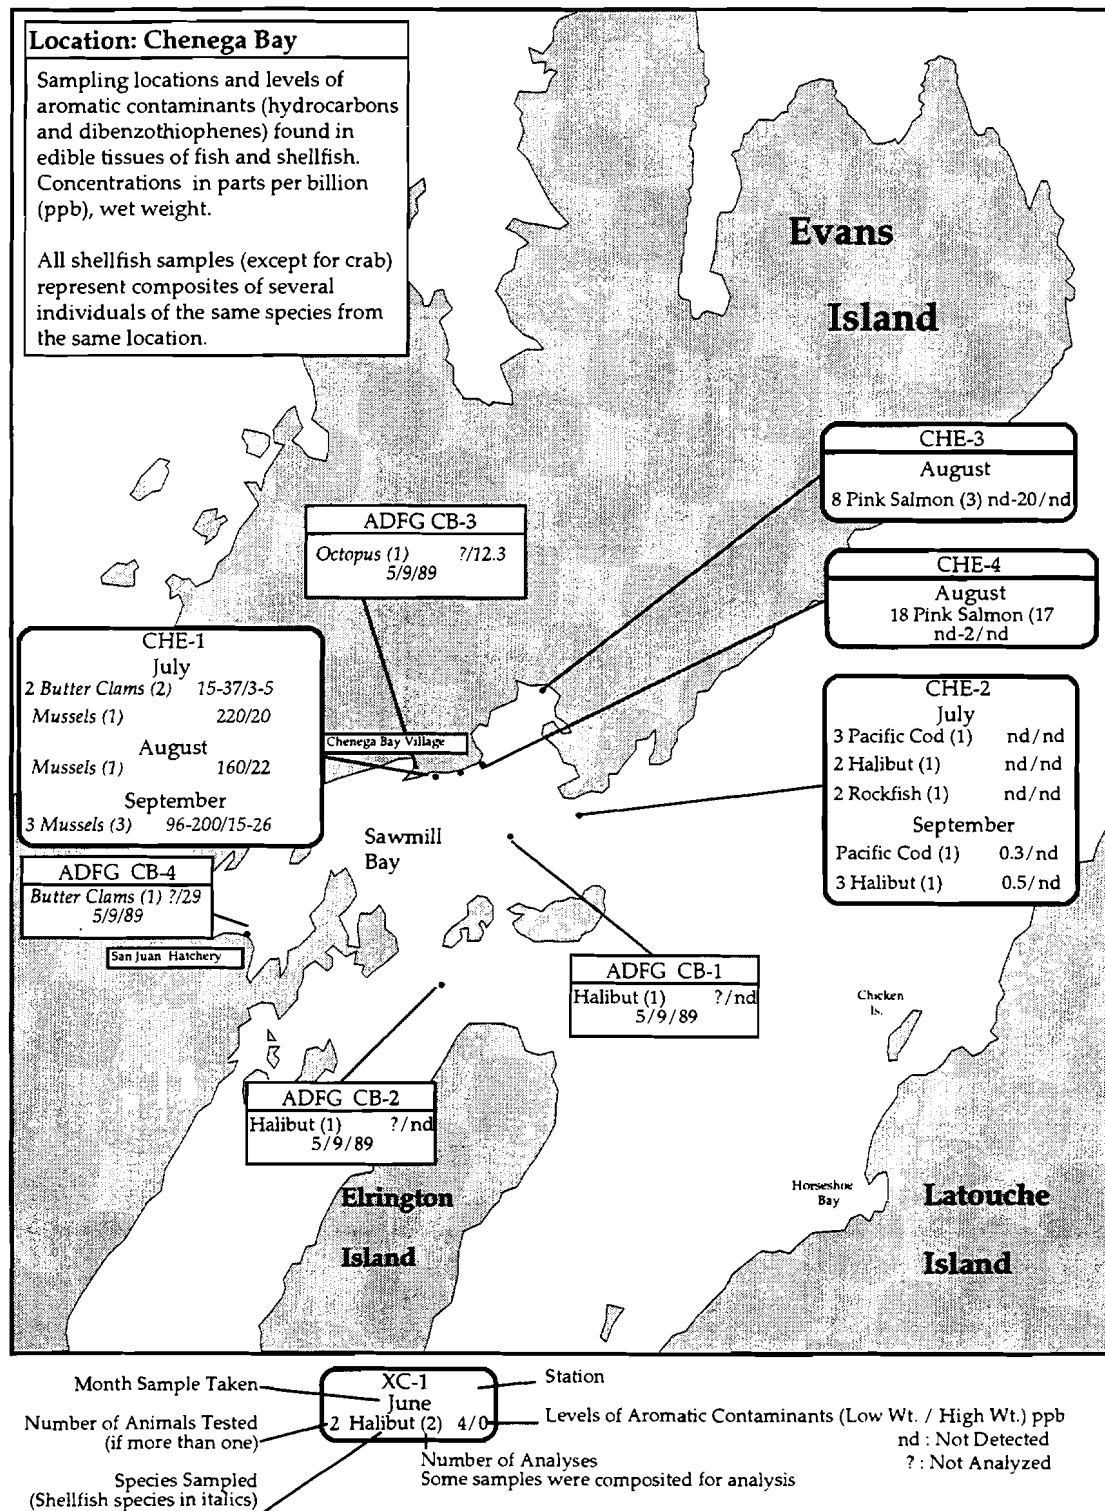 Location: Chenega Bay
Sampling locations and levels of
aromatic contaminants (hydrocarbons
and dibenzothiophenes) found in
edible tissues of fish and shellfish.
Concentrations in parts per billion
(ppb), wet weight.
All shellfish samples (except for crab)
represent composites of several
individuals of the same species from
the same location.
Evans
Island
CHE-3
August
8 Pink Salmon (3) nd-20/nd
ADFG CB-3
Octopus (1) ?/12.3
5/9/89
CHE-4
August
18 Pink Salmon (17
nd-2/nd
CHE-1
July
2 Butter Clams (2) 15-37/3-5
Mussels (1) 220/20
August
Mussels (1) 160/22
September
3 Mussels (3) 96-200/15-26
Chenega Bay Village
CHE-2
July
3 Pacific Cod (1) nd/nd
2 Halibut (1) nd/nd
2 Rockfish (1) nd/nd
September
Pacific Cod (1) 0.3/nd
3 Halibut (1) 0.5/nd
Sawmill
Bay
ADFG CB-4
Butter Clams (1) ?/29
5/9/89
San Juan Hatchery
ADFG CB-1
Halibut (1) ?/nd
5/9/89
Chicken
Is.
ADFG CB-2
Halibut (1) ?/nd
5/9/89
Elrington
Island
Horseshoe
Bay
Latouche
Island
XC-1
June
2 Halibut (2) 4/0
Month Sample Taken
Station
Number of Animals Tested
(if more than one)
Levels of Aromatic Contaminants (Low Wt. / High Wt.) ppb
nd : Not Detected
? : Not Analyzed
Number of Analyses
Some samples were composited for analysis
Species Sampled
(Shellfish species in italics)